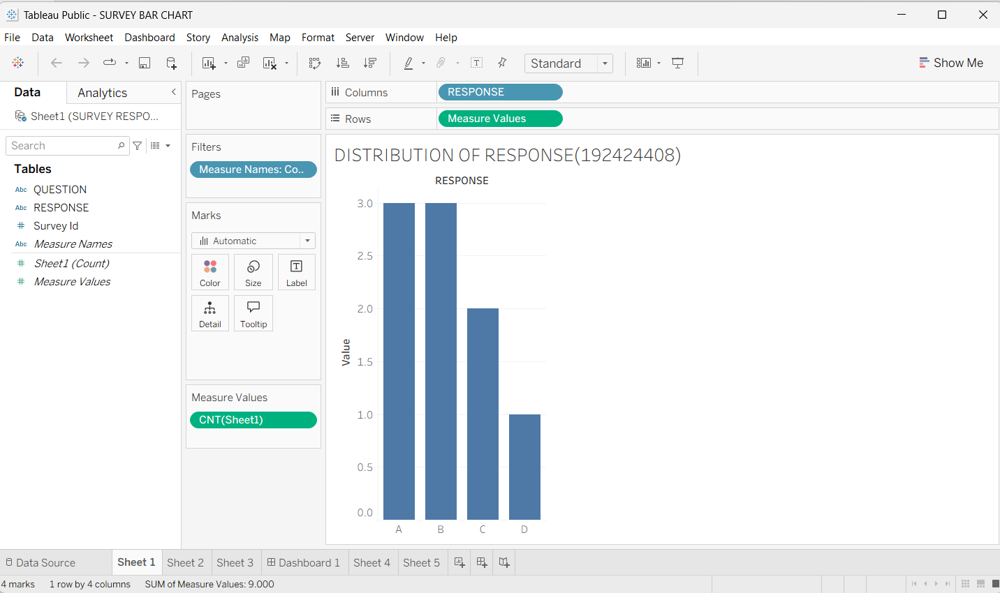 Tableau Public - SURVEY BAR CHART
File Data Worksheet Dashboard Story Analysis Map Format Server Window Help
Standard
Show Me
Data
Analytics
Sheet1 (SURVEY RESPO...
Search
Tables
Abc QUESTION
Abc RESPONSE
# Survey Id
Abc Measure Names
# Sheet1 (Count)
# Measure Values
Pages
Filters
Measure Names: Co..
Marks
Automatic
Color Size Label
Detail Tooltip
Measure Values
CNT(Sheet1)
Columns RESPONSE
Rows Measure Values
DISTRIBUTION OF RESPONSE(192424408)
RESPONSE
3.0
2.5
2.0
1.5
1.0
0.5
0.0
Value
A B C D
Data Source Sheet 1 Sheet 2 Sheet 3 Dashboard 1 Sheet 4 Sheet 5
4 marks 1 row by 4 columns SUM of Measure Values: 9.000